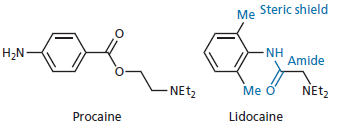 Me Steric shield
O
H₂N
NH
Amide
O
NEt₂
Me O
NEt₂
Procaine
Lidocaine